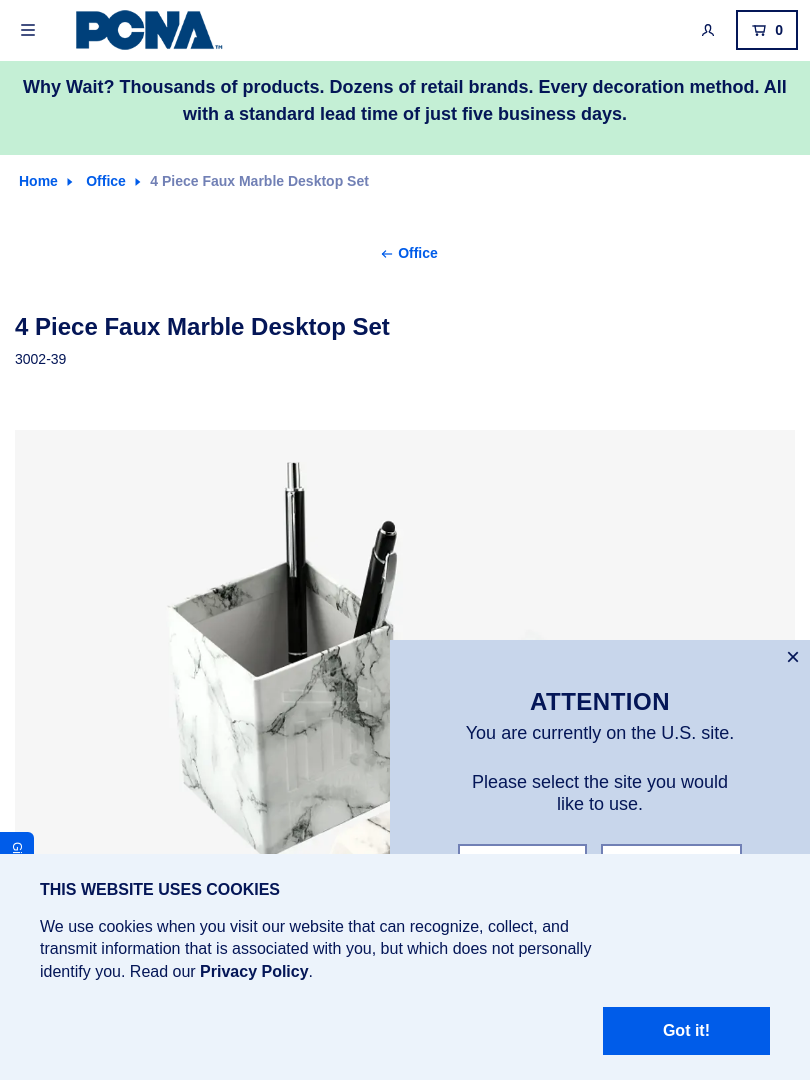 PCNA™
0
Why Wait? Thousands of products. Dozens of retail brands. Every decoration method. All
with a standard lead time of just five business days.
Home
Office
4 Piece Faux Marble Desktop Set
Office
4 Piece Faux Marble Desktop Set
3002-39
ATTENTION
You are currently on the U.S. site.
Please select the site you would
like to use.
THIS WEBSITE USES COOKIES
We use cookies when you visit our website that can recognize, collect, and
transmit information that is associated with you, but which does not personally
identify you. Read our Privacy Policy.
Got it!